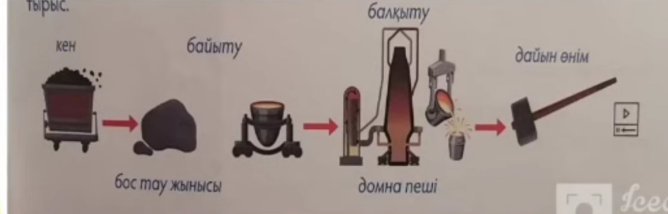 тырыс.
балқыту
кен
байыту
дайын өнім
бос тау жынысы
домна пеші